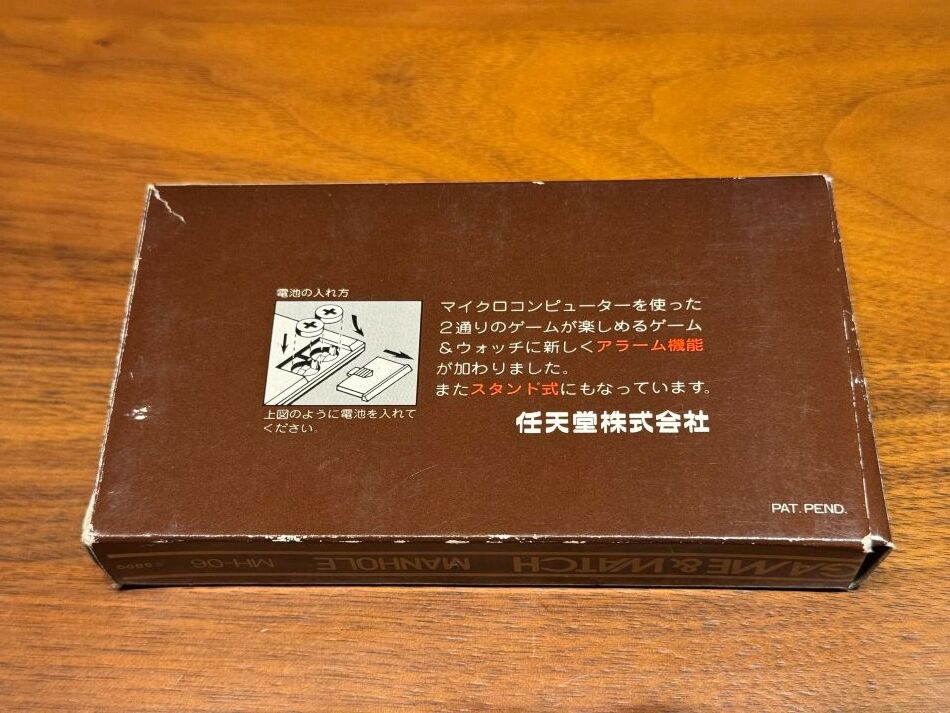 電池の入れ方
上図のように電池を入れて
ください.
マイクロコンピューターを使った
2通りのゲームが楽しめるゲーム
&ウォッチに新しくアラーム機能
が加わりました。
またスタンド式にもなっています。
任天堂株式会社
PAT. PEND.
GAME & WATCH MANHOLE MH-06